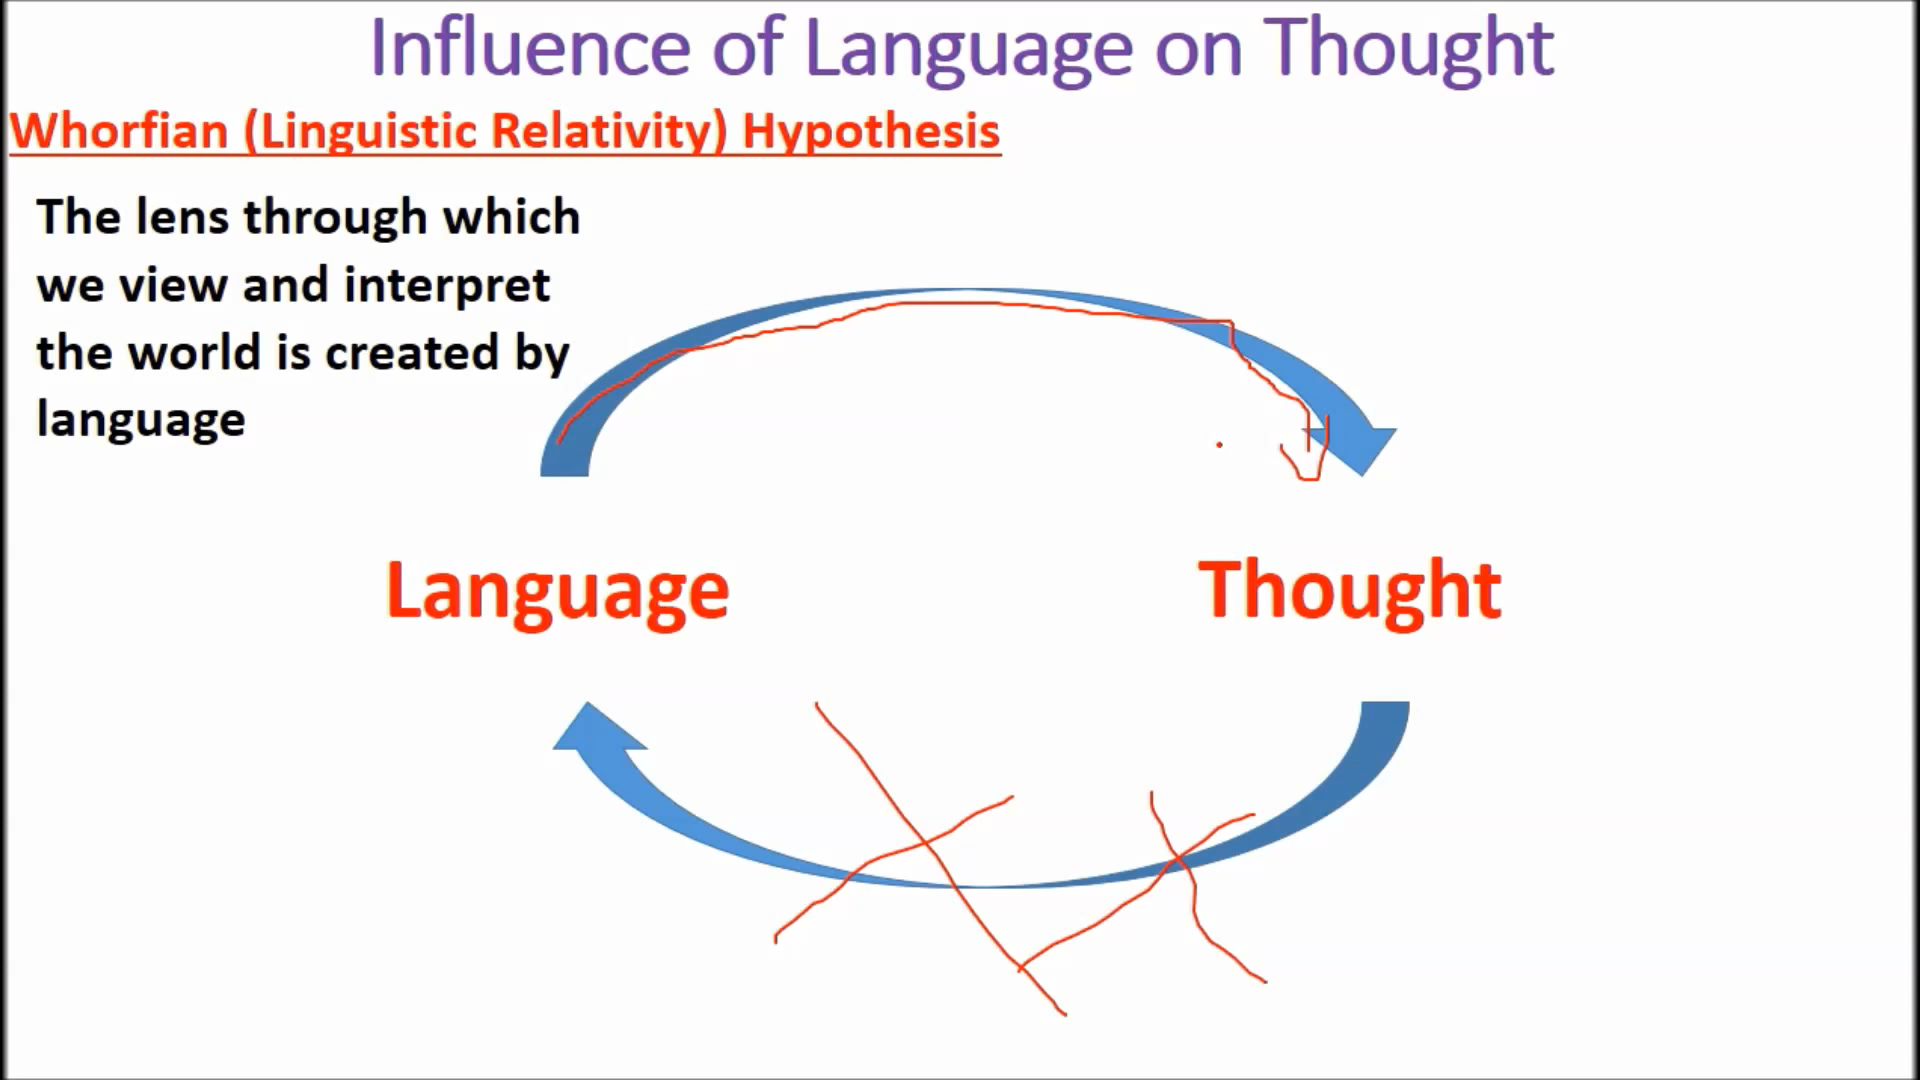 Influence of Language on Thought
Whorfian (Linguistic Relativity) Hypothesis
The lens through which
we view and interpret
the world is created by
language
Language
Thought